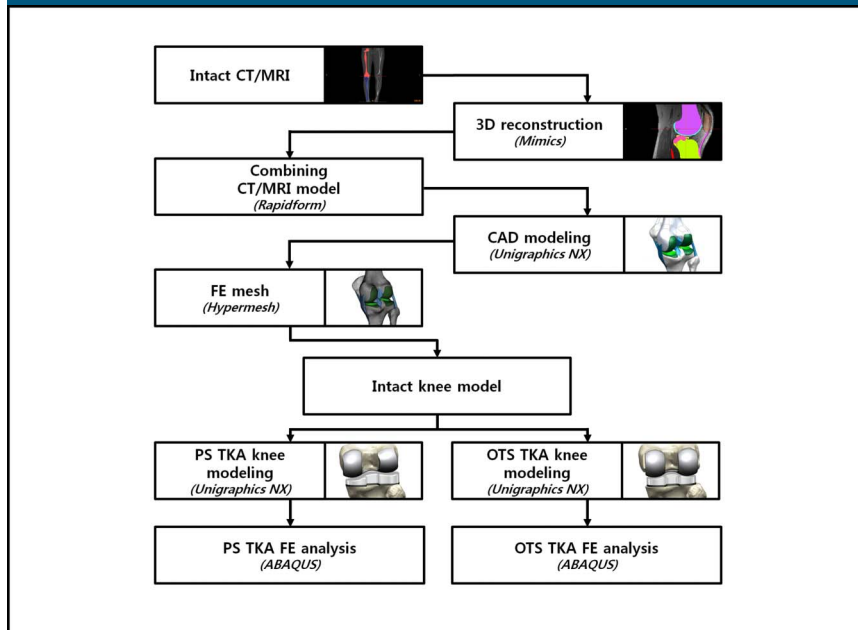 Intact CT/MRI
3D reconstruction
(Mimics)
Combining
CT/MRI model
(Rapidform)
CAD modeling
(Unigraphics NX)
FE mesh
(Hypermesh)
Intact knee model
PS TKA knee
modeling
(Unigraphics NX)
OTS TKA knee
modeling
(Unigraphics NX)
PS TKA FE analysis
(ABAQUS)
OTS TKA FE analysis
(ABAQUS)